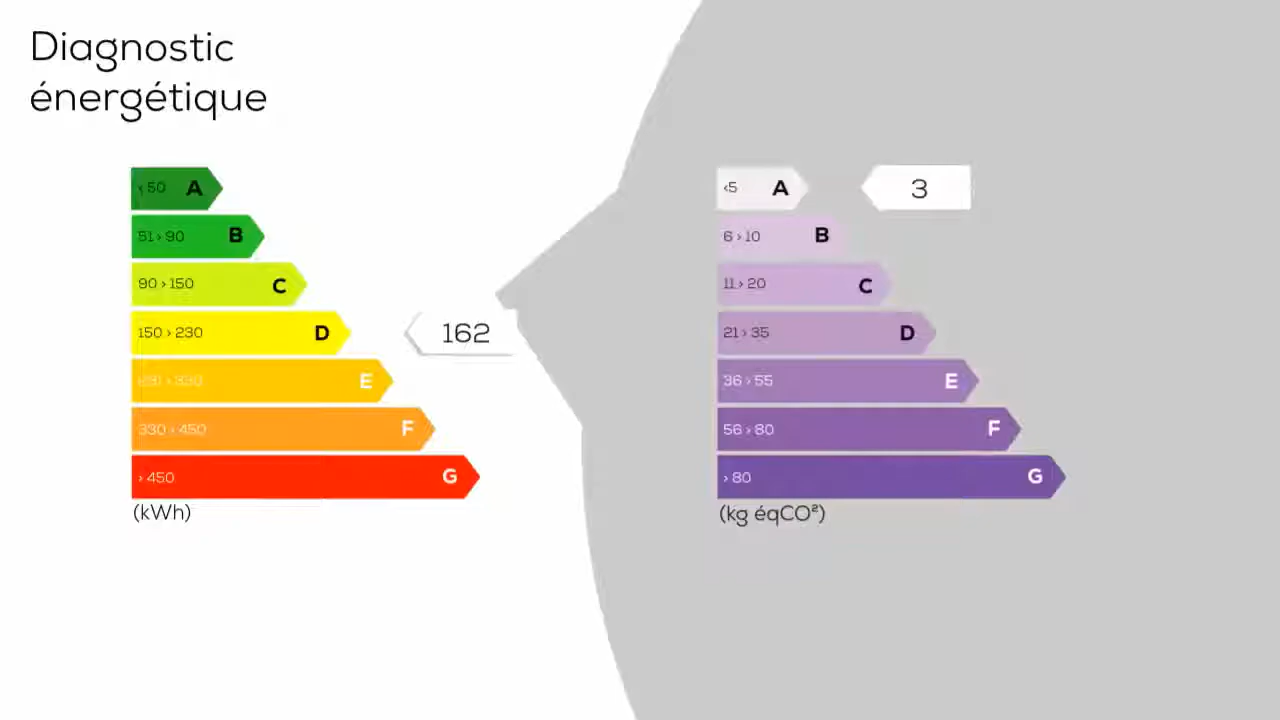 Diagnostic
énergétique
< 50 A
51 > 90 B
90 > 150 C
150 > 230 D
162
E
330 > 450 F
> 450 G
(kWh)
<5 A
3
6 > 10 B
11 > 20 C
21 > 35 D
36 > 55 E
56 > 80 F
> 80 G
(kg éqCO²)